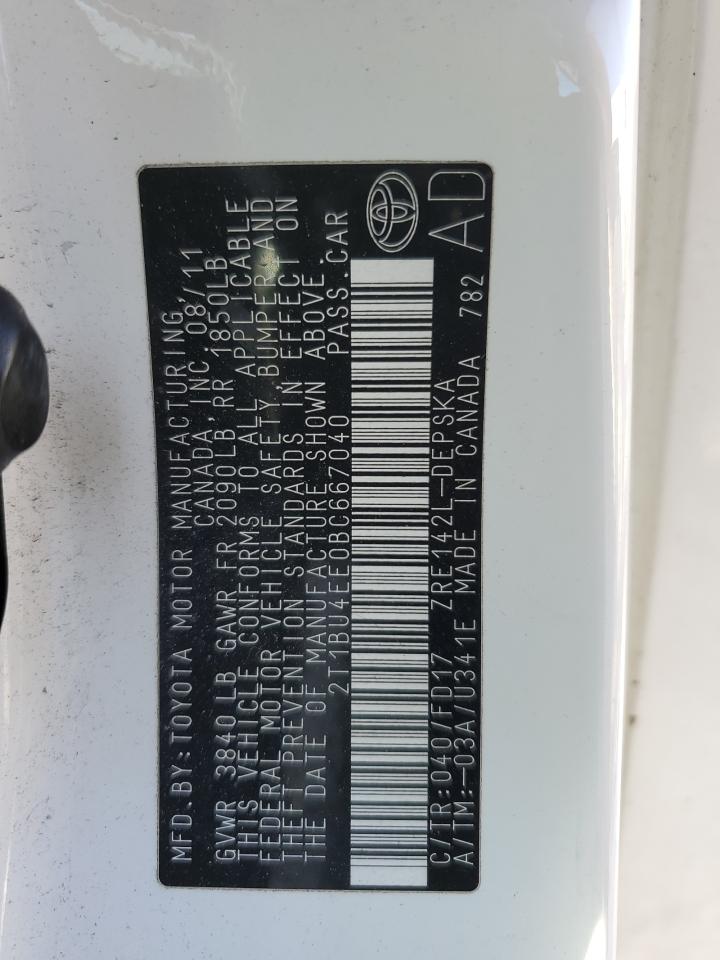 MFD.BY:TOYOTA MOTOR MANUFACTURING,
CANADA,INC.08/11
GVWR 3840LB GAWR FR 2090LB RR 1850LB
THIS VEHICLE CONFORMS TO ALL APPLICABLE
FEDERAL MOTOR VEHICLE SAFETY,BUMPER,AND
THEFT PREVENTION STANDARDS IN EFFECT ON
THE DATE OF MANUFACTURE SHOWN ABOVE.
2T1BU4EE0BC667040 PASS.CAR
C/TR:040/FD17 ZRE142L-DEPSKA
A/TM:-03A/U341E MADE IN CANADA 782
AD